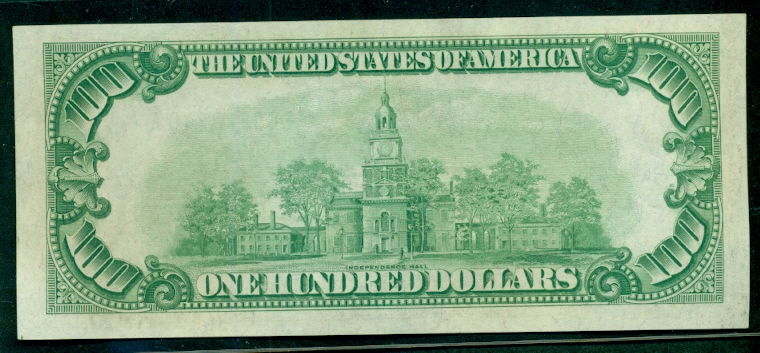 100 THE UNITED STATES OF AMERICA 100
INDEPENDENCE HALL
100 ONE HUNDRED DOLLARS 100